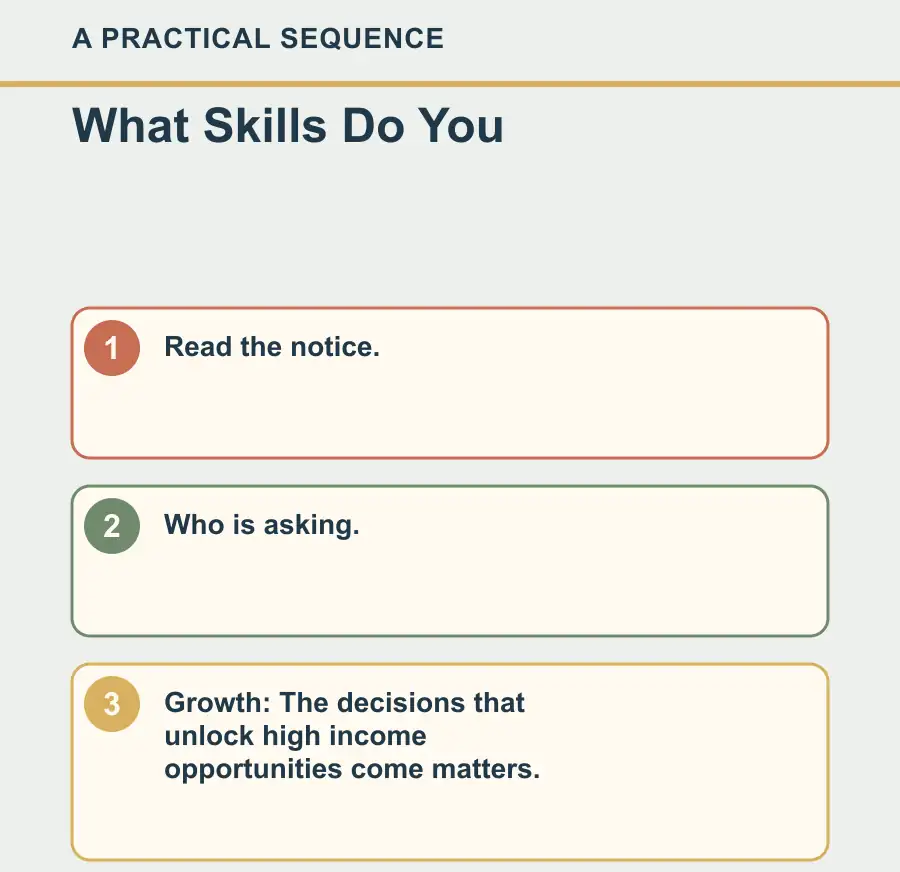 A PRACTICAL SEQUENCE
What Skills Do You
1
Read the notice.
2
Who is asking.
3
Growth: The decisions that
unlock high income
opportunities come matters.